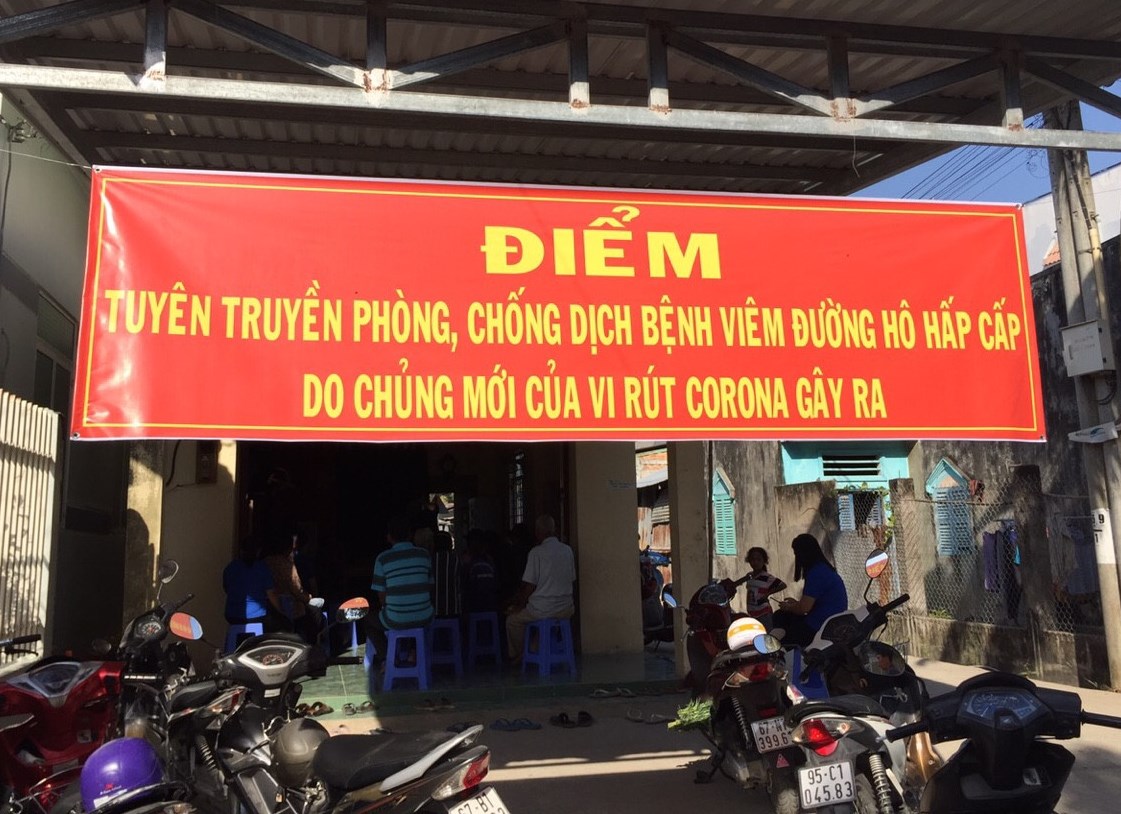 ĐIỂM
TUYÊN TRUYỀN PHÒNG, CHỐNG DỊCH BỆNH VIÊM ĐƯỜNG HÔ HẤP CẤP
DO CHỦNG MỚI CỦA VI RÚT CORONA GÂY RA
95-C1
045.83